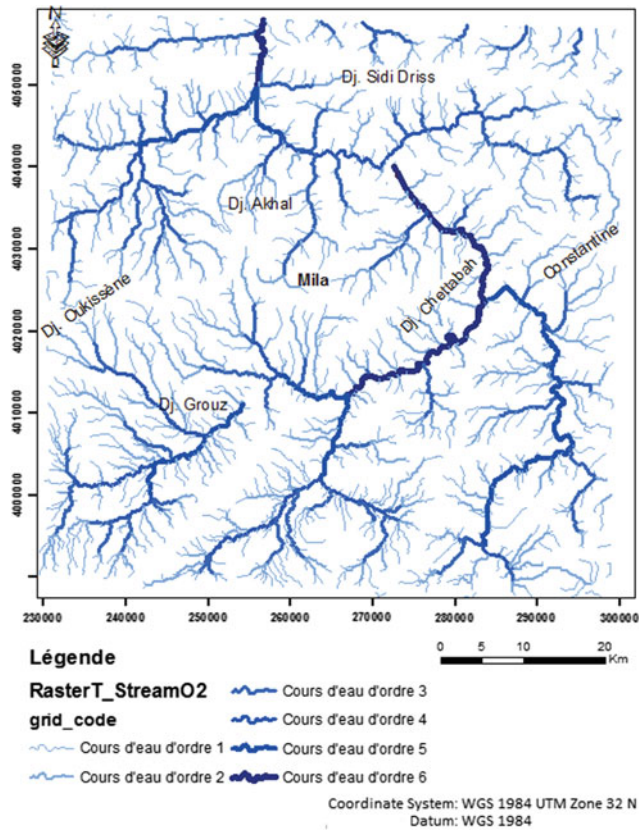 N
Dj. Sidi Driss
4050000
4040000
Dj. Akhal
4030000
Mila
Constantine
Dj. Oukissène
Dj. Chettabah
4020000
Dj. Grouz
4010000
400000
230000 240000 250000 260000 270000 280000 290000 300000
Légende
0 5 10 20
Km
RasterT_StreamO2
grid_code
Cours d'eau d'ordre 1
Cours d'eau d'ordre 2
Cours d'eau d'ordre 3
Cours d'eau d'ordre 4
Cours d'eau d'ordre 5
Cours d'eau d'ordre 6
Coordinate System: WGS 1984 UTM Zone 32 N
Datum: WGS 1984